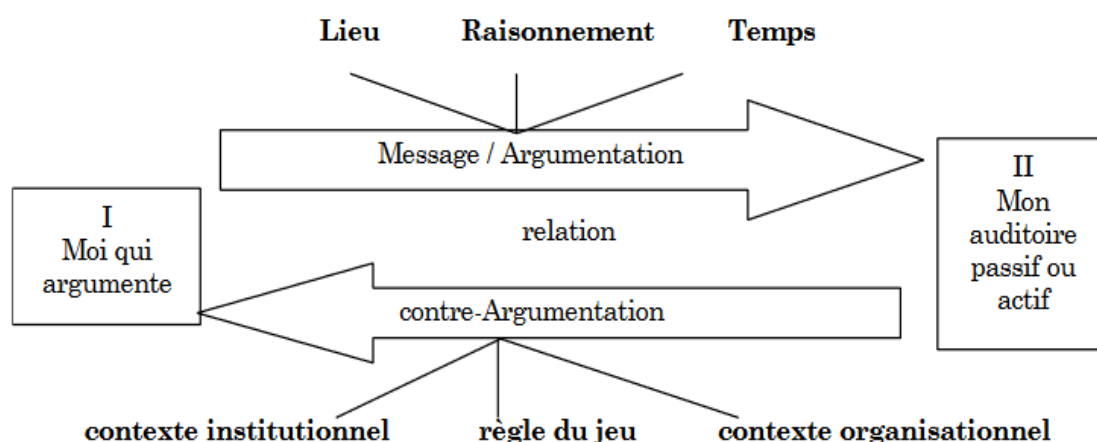 Lieu Raisonnement Temps
Message / Argumentation
I
Moi qui
argumente
relation
II
Mon
auditoire
passif ou
actif
contre-Argumentation
contexte institutionnel règle du jeu contexte organisationnel